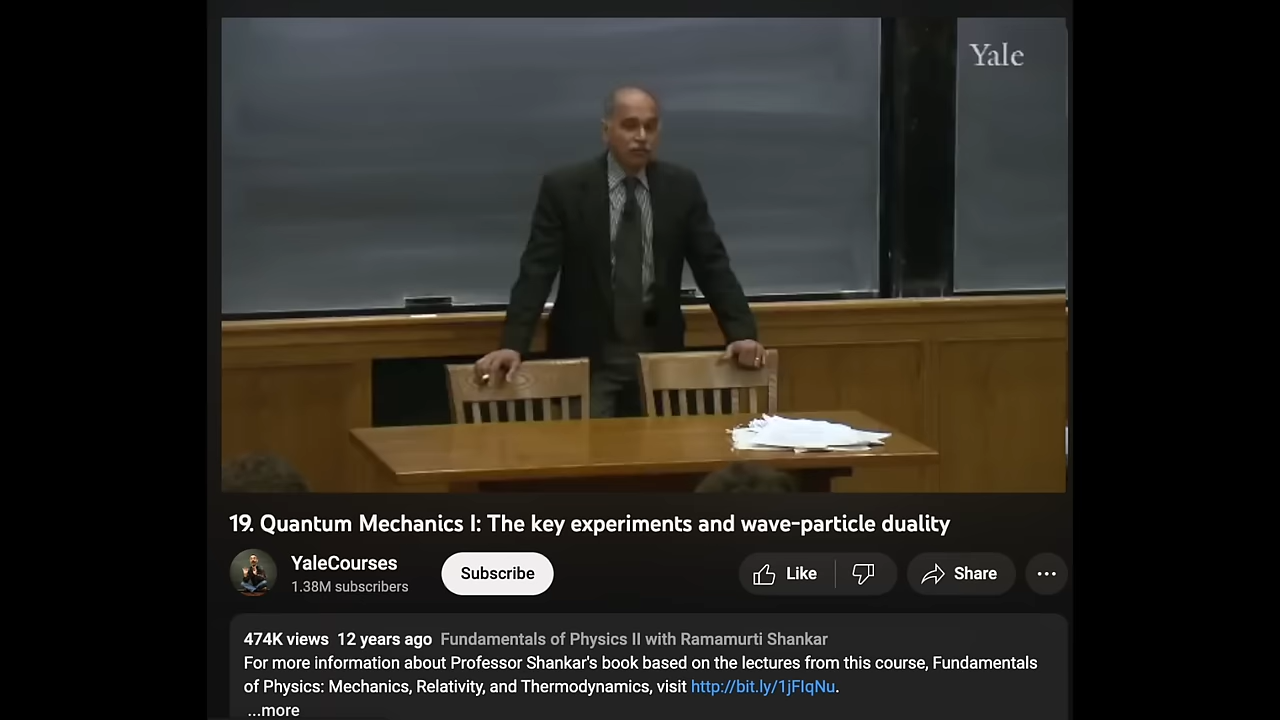 Yale
19. Quantum Mechanics I: The key experiments and wave-particle duality
YaleCourses
1.38M subscribers
Subscribe
Like
Share
474K views 12 years ago Fundamentals of Physics II with Ramamurti Shankar
For more information about Professor Shankar's book based on the lectures from this course, Fundamentals
of Physics: Mechanics, Relativity, and Thermodynamics, visit http://bit.ly/1jFIqNu.
...more